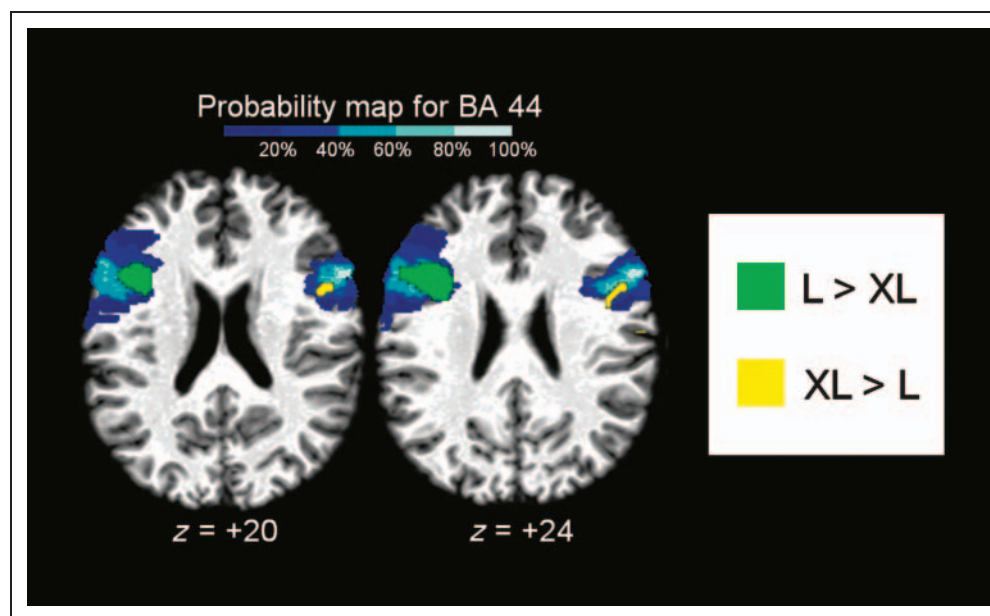 Probability map for BA 44
20% 40% 60% 80% 100%
L > XL
XL > L
z = +20
z = +24